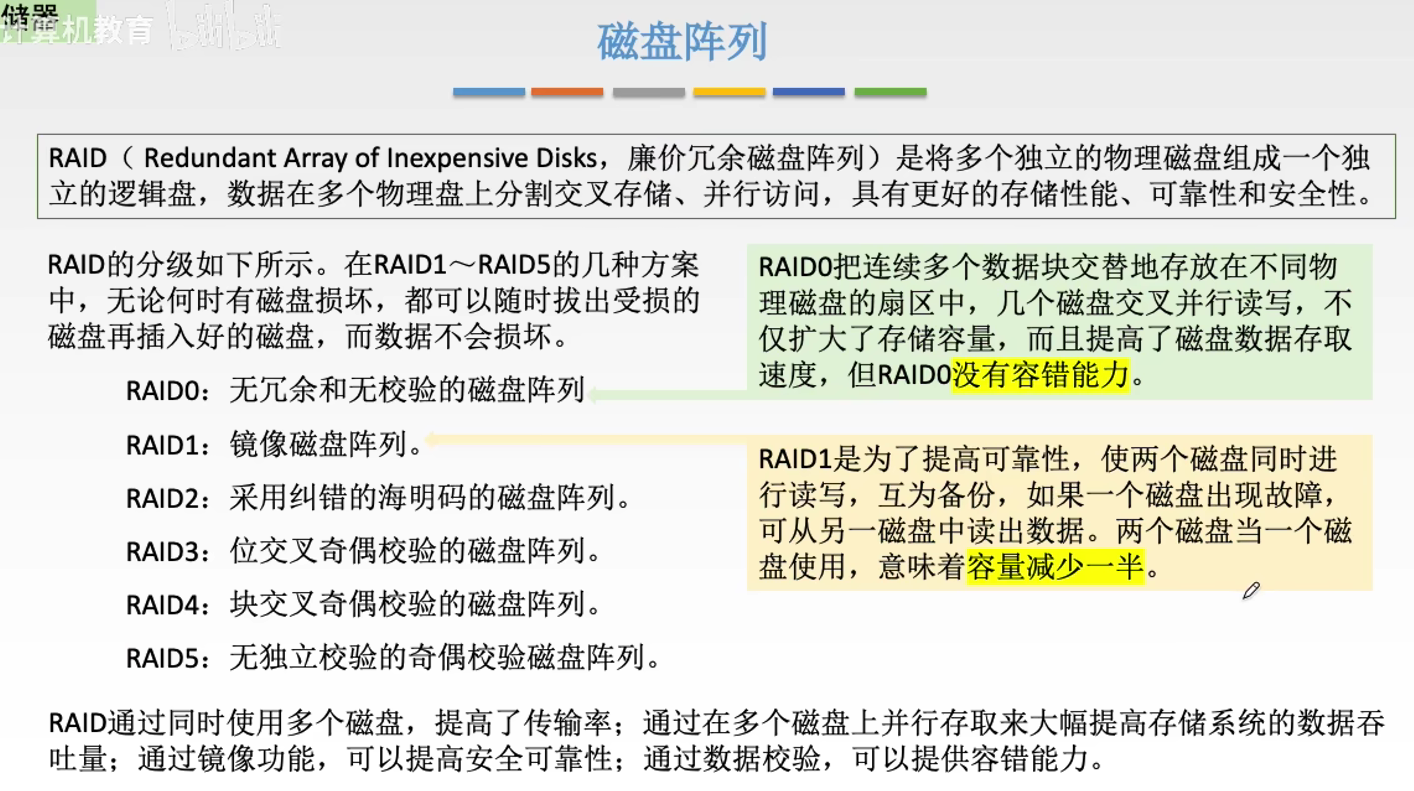 储器
计算机教育 bilibili
磁盘阵列
RAID（ Redundant Array of Inexpensive Disks，廉价冗余磁盘阵列）是将多个独立的物理磁盘组成一个独
立的逻辑盘，数据在多个物理盘上分割交叉存储、并行访问，具有更好的存储性能、可靠性和安全性。
RAID的分级如下所示。在RAID1～RAID5的几种方案
中，无论何时有磁盘损坏，都可以随时拔出受损的
磁盘再插入好的磁盘，而数据不会损坏。
RAID0：无冗余和无校验的磁盘阵列
RAID1：镜像磁盘阵列。
RAID2：采用纠错的海明码的磁盘阵列。
RAID3：位交叉奇偶校验的磁盘阵列。
RAID4：块交叉奇偶校验的磁盘阵列。
RAID5：无独立校验的奇偶校验磁盘阵列。
RAID0把连续多个数据块交替地存放在不同物
理磁盘的扇区中，几个磁盘交叉并行读写，不
仅扩大了存储容量，而且提高了磁盘数据存取
速度，但RAID0没有容错能力。
RAID1是为了提高可靠性，使两个磁盘同时进
行读写，互为备份，如果一个磁盘出现故障，
可从另一磁盘中读出数据。两个磁盘当一个磁
盘使用，意味着容量减少一半。
RAID通过同时使用多个磁盘，提高了传输率；通过在多个磁盘上并行存取来大幅提高存储系统的数据吞
吐量；通过镜像功能，可以提高安全可靠性；通过数据校验，可以提供容错能力。